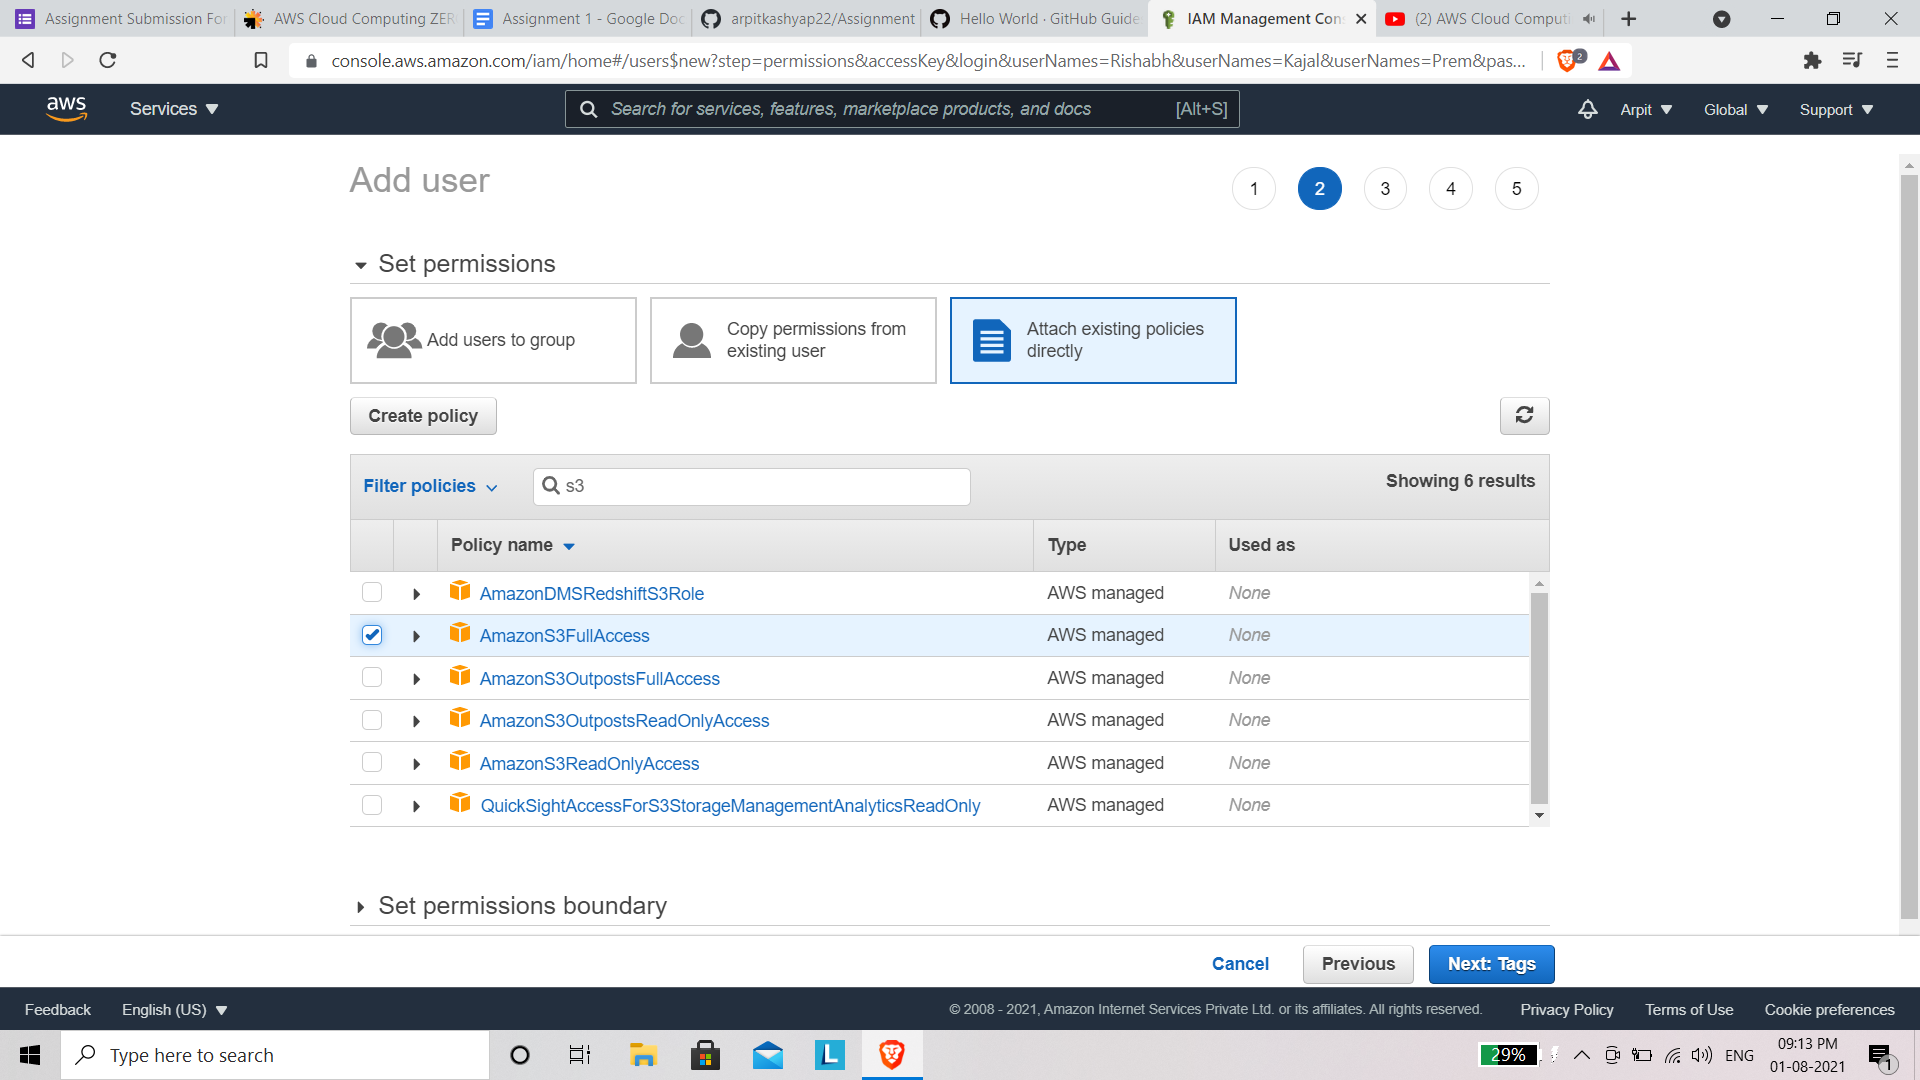 Assignment Submission For
AWS Cloud Computing ZER
Assignment 1 - Google Doc
arpitkashyap22/Assignment
Hello World · GitHub Guide
IAM Management Con
(2) AWS Cloud Computi
console.aws.amazon.com/iam/home#/users$new?step=permissions&accessKey&login&userNames=Rishabh&userNames=Kajal&userNames=Prem&pas...
2
aws
Services
Search for services, features, marketplace products, and docs
[Alt+S]
Arpit
Global
Support
Add user
1
2
3
4
5
Set permissions
Add users to group
Copy permissions from
existing user
Attach existing policies
directly
Create policy
Filter policies
s3
Showing 6 results
Policy name
Type
Used as
AmazonDMSRedshiftS3Role
AWS managed
None
AmazonS3FullAccess
AWS managed
None
AmazonS3OutpostsFullAccess
AWS managed
None
AmazonS3OutpostsReadOnlyAccess
AWS managed
None
AmazonS3ReadOnlyAccess
AWS managed
None
QuickSightAccessForS3StorageManagementAnalyticsReadOnly
AWS managed
None
Set permissions boundary
Cancel
Previous
Next: Tags
Feedback
English (US)
© 2008 - 2021, Amazon Internet Services Private Ltd. or its affiliates. All rights reserved.
Privacy Policy
Terms of Use
Cookie preferences
Type here to search
L
29%
ENG
09:13 PM
01-08-2021
1